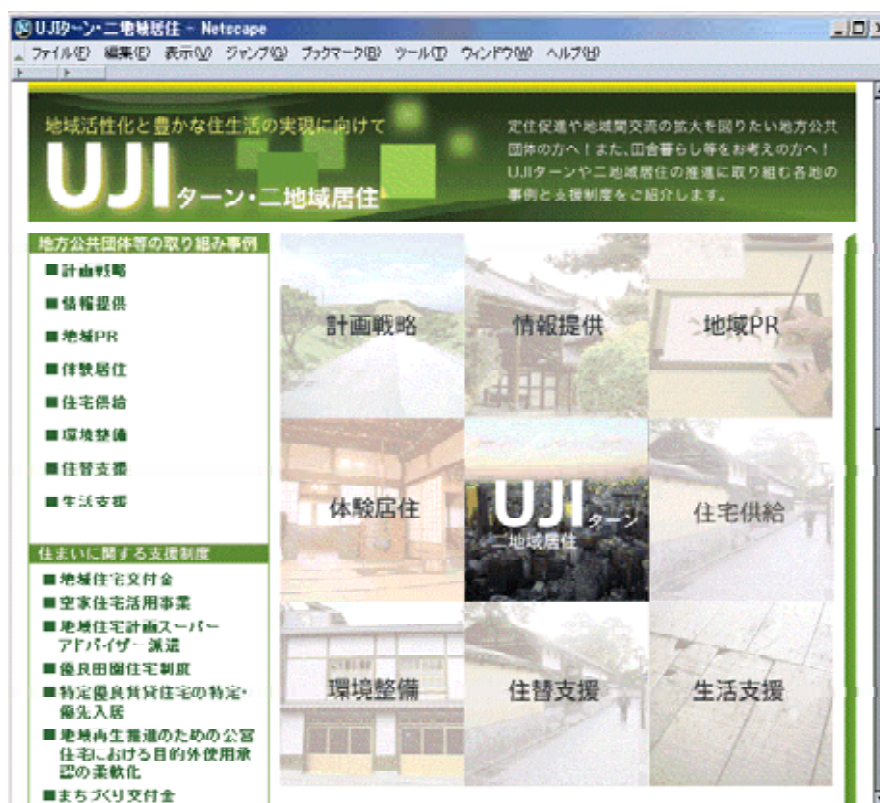 UJIターン・二地域居住 - Netscape
ファイル(F) 編集(E) 表示(V) ジャンプ(G) ブックマーク(B) ツール(T) ウィンドウ(W) ヘルプ(H)
地域活性化と豊かな住生活の実現に向けて
UJIターン・二地域居住
定住促進や地域間交流の拡大を図りたい地方公共
団体の方へ！また、田舎暮らし等をお考えの方へ！
UJIターンや二地域居住の推進に取り組む各地の
事例と支援制度をご紹介します。
地方公共団体等の取り組み事例
■計画戦略
■情報提供
■地域PR
■体験居住
■住宅供給
■環境整備
■住替支援
■生活支援
住まいに関する支援制度
■地域住宅交付金
■空家住宅活用事業
■地域住宅計画スーパー
アドバイザー派遣
■優良田園住宅制度
■特定優良賃貸住宅の特定・
優先入居
■地域再生推進のための公営
住宅における目的外使用承
認の柔軟化
■まちづくり交付金
計画戦略
情報提供
地域PR
体験居住
UJIターン
二地域居住
住宅供給
環境整備
住替支援
生活支援